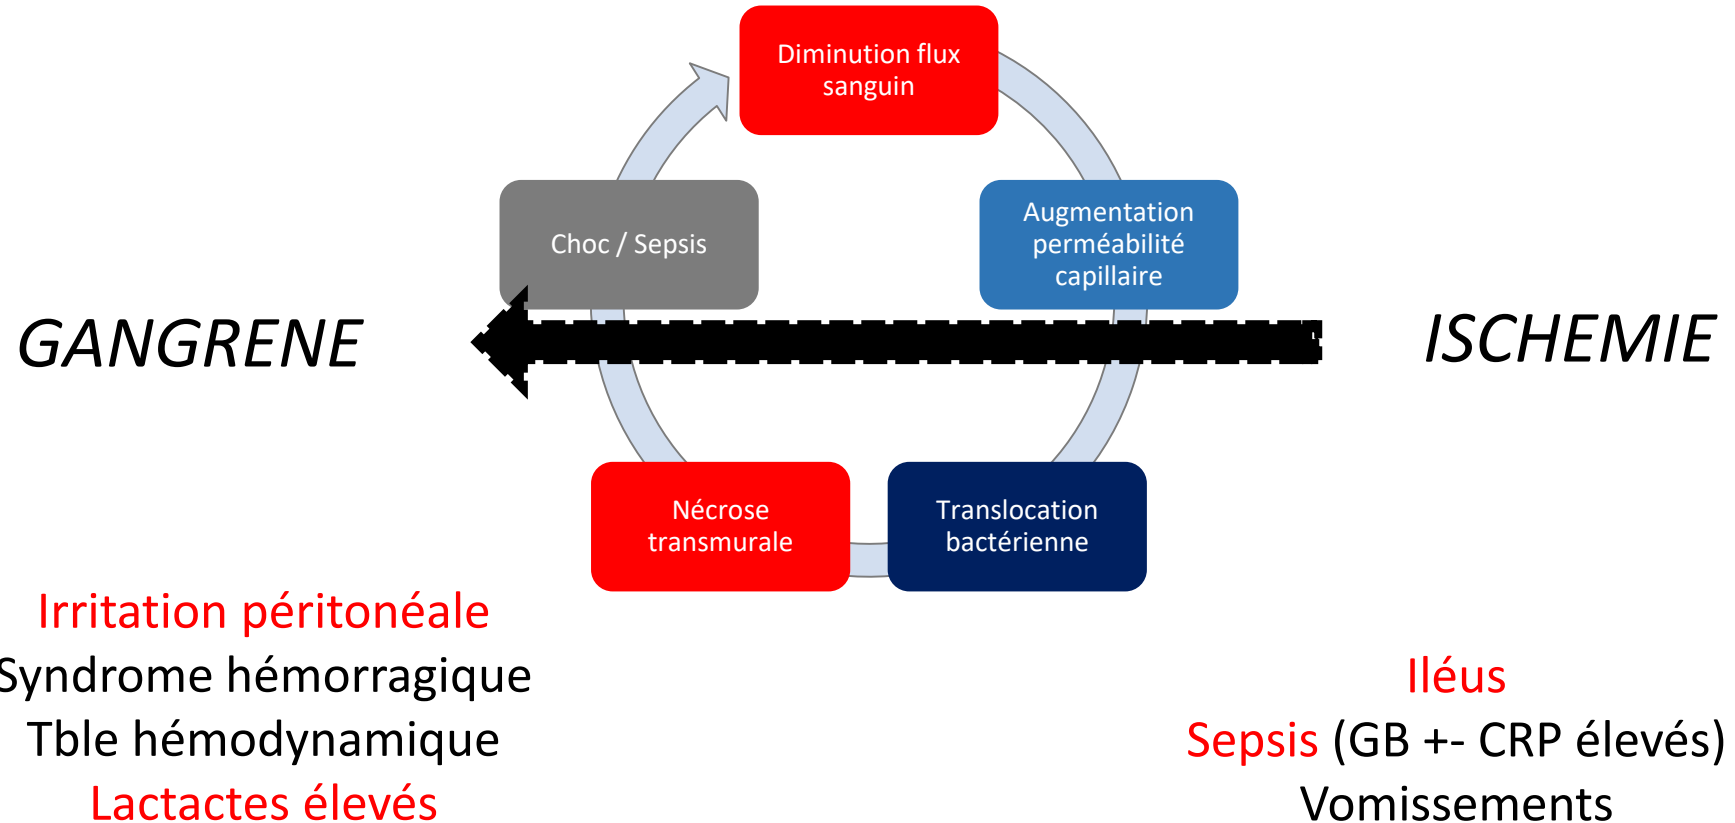 Diminution flux
sanguin
Choc / Sepsis
Augmentation
perméabilité
capillaire
GANGRENE
ISCHEMIE
Nécrose
transmurale
Translocation
bactérienne
Irritation péritonéale
Syndrome hémorragique
Tble hémodynamique
Lactactes élevés
Iléus
Sepsis (GB +- CRP élevés)
Vomissements